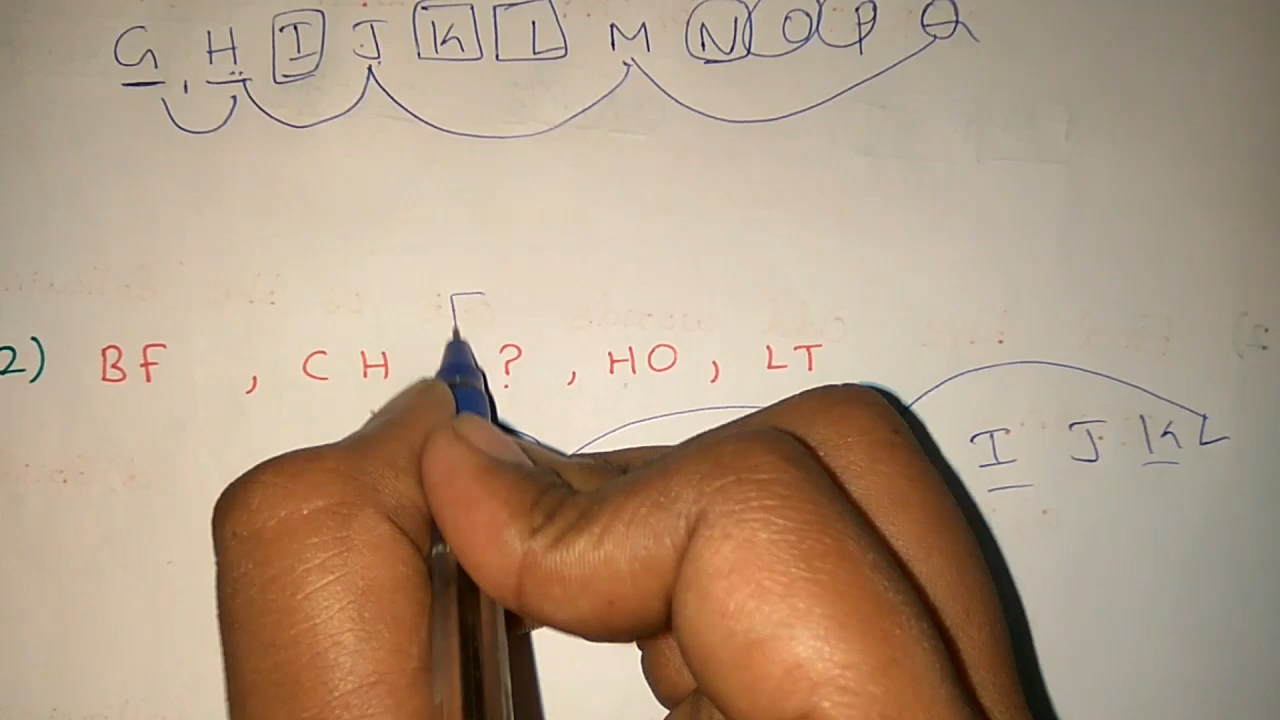 G , H I J K L M N O P Q
2) BF , CH ? , HO , LT
I J K L